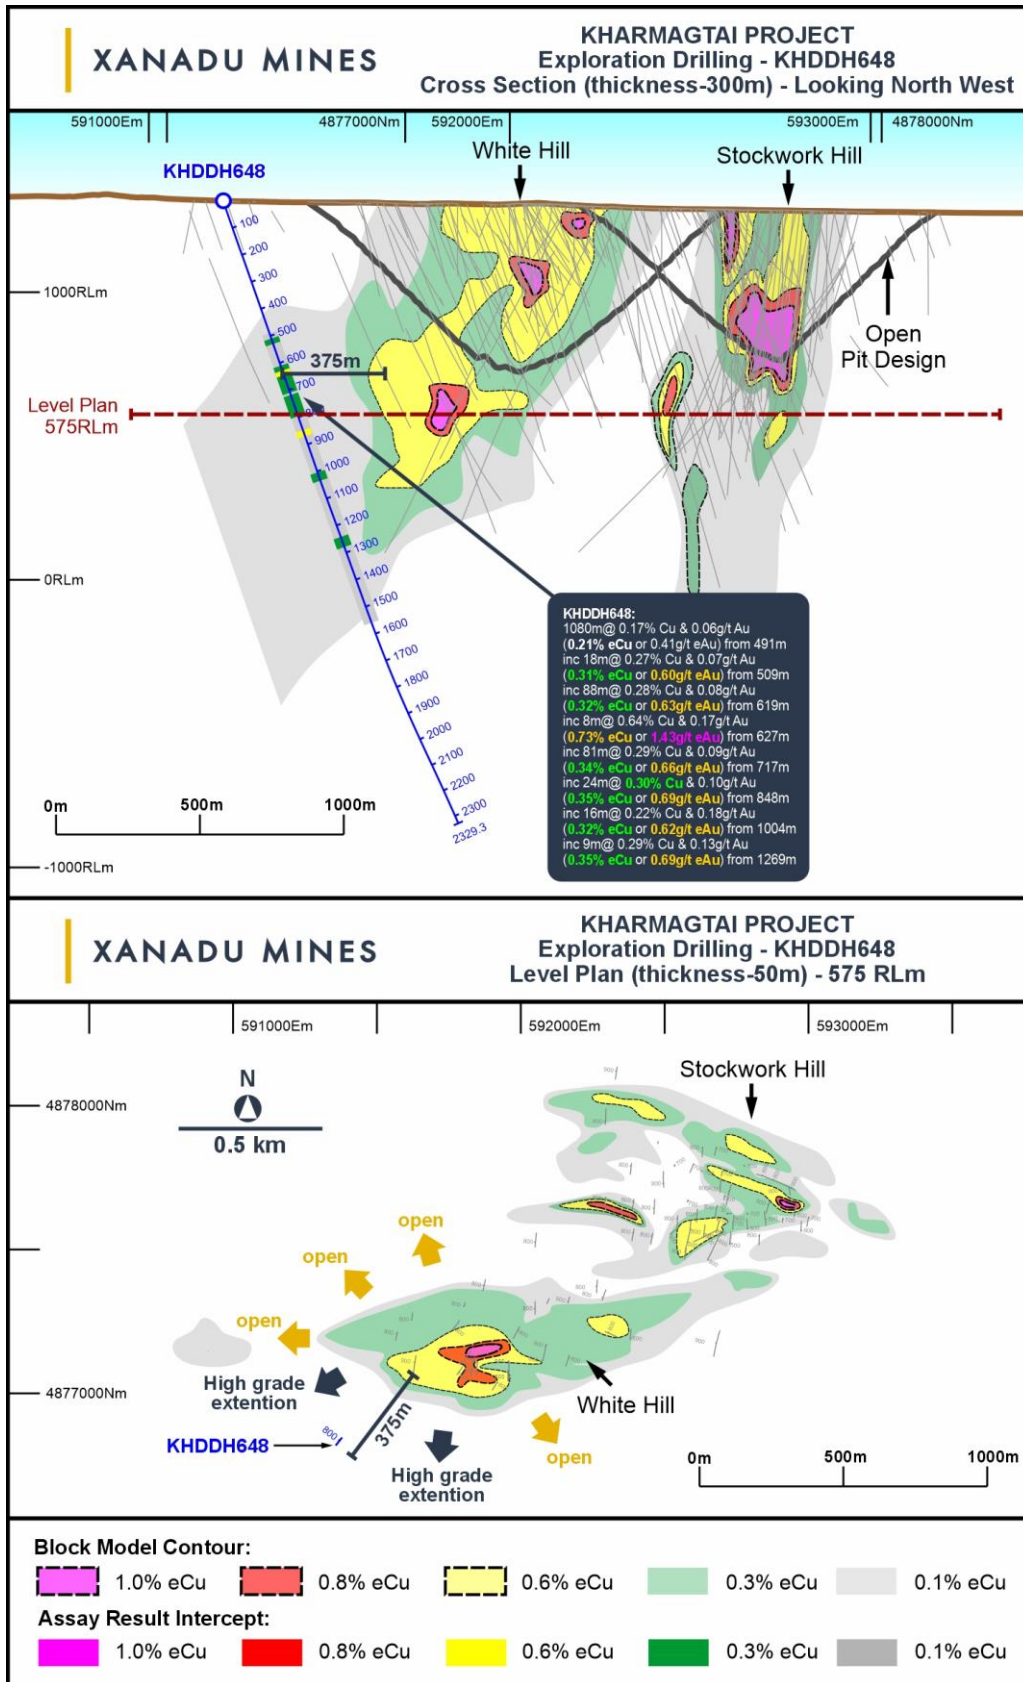 XANADU MINES
KHARMAGTAI PROJECT
Exploration Drilling - KHDDH648
Cross Section (thickness-300m) - Looking North West
591000Em
4877000Nm
592000Em
593000Em
4878000Nm
KHDDH648
White Hill
Stockwork Hill
100
200
300
400
500
600
700
900
1000
1100
1200
1300
1400
1500
1600
1700
1800
1900
2000
2100
2200
2300
2329.3
1000RLm
375m
Open
Pit Design
Level Plan
575RLm
0RLm
-1000RLm
0m 500m 1000m
KHDDH648:
1080m@ 0.17% Cu & 0.06g/t Au
(0.21% eCu or 0.41g/t eAu) from 491m
inc 18m@ 0.27% Cu & 0.07g/t Au
(0.31% eCu or 0.60g/t eAu) from 509m
inc 88m@ 0.28% Cu & 0.08g/t Au
(0.32% eCu or 0.63g/t eAu) from 619m
inc 8m@ 0.64% Cu & 0.17g/t Au
(0.73% eCu or 1.43g/t eAu) from 627m
inc 81m@ 0.29% Cu & 0.09g/t Au
(0.34% eCu or 0.66g/t eAu) from 717m
inc 24m@ 0.30% Cu & 0.10g/t Au
(0.35% eCu or 0.69g/t eAu) from 848m
inc 16m@ 0.22% Cu & 0.18g/t Au
(0.32% eCu or 0.62g/t eAu) from 1004m
inc 9m@ 0.29% Cu & 0.13g/t Au
(0.35% eCu or 0.69g/t eAu) from 1269m
XANADU MINES
KHARMAGTAI PROJECT
Exploration Drilling - KHDDH648
Level Plan (thickness-50m) - 575 RLm
591000Em
592000Em
593000Em
4878000Nm
N
0.5 km
Stockwork Hill
open
open
open
High grade
extention
4877000Nm
White Hill
375m
800
KHDDH648
open
High grade
extention
0m 500m 1000m
Block Model Contour:
1.0% eCu 0.8% eCu 0.6% eCu 0.3% eCu 0.1% eCu
Assay Result Intercept:
1.0% eCu 0.8% eCu 0.6% eCu 0.3% eCu 0.1% eCu